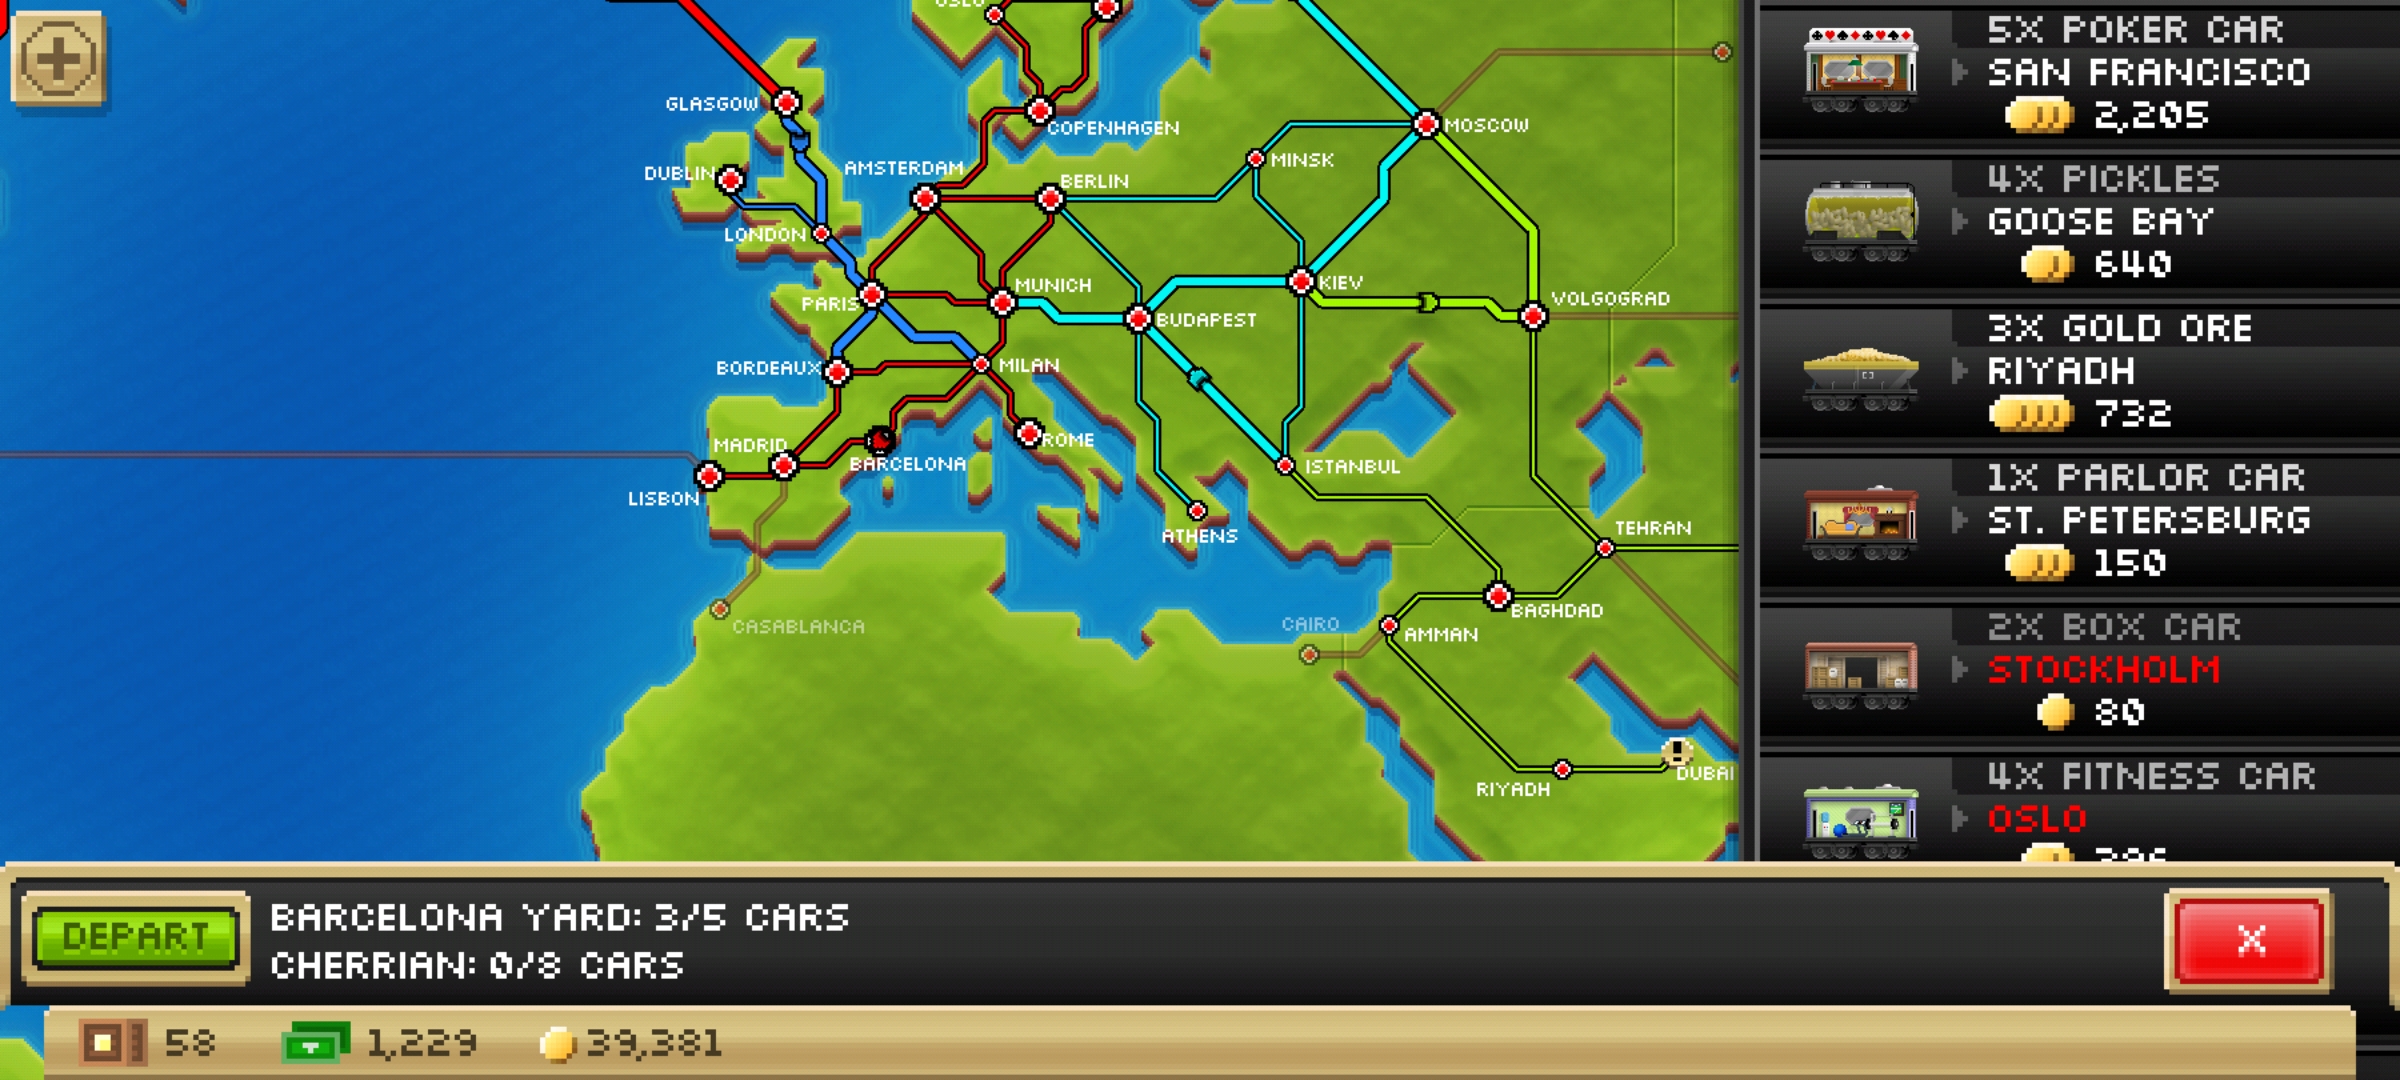 OSLO
GLASGOW
COPENHAGEN
MOSCOW
DUBLIN
AMSTERDAM
BERLIN
MINSK
LONDON
PARIS
MUNICH
BUDAPEST
KIEV
VOLGOGRAD
BORDEAUX
MILAN
MADRID
BARCELONA
ROME
ISTANBUL
LISBON
ATHENS
TEHRAN
CASABLANCA
CAIRO
AMMAN
BAGHDAD
RIYADH
DUBAI
5X POKER CAR
SAN FRANCISCO
2,205
4X PICKLES
GOOSE BAY
640
3X GOLD ORE
RIYADH
732
1X PARLOR CAR
ST. PETERSBURG
150
2X BOX CAR
STOCKHOLM
80
4X FITNESS CAR
OSLO
DEPART
BARCELONA YARD: 3/5 CARS
CHERRIAN: 0/8 CARS
X
58
1,229
39,381